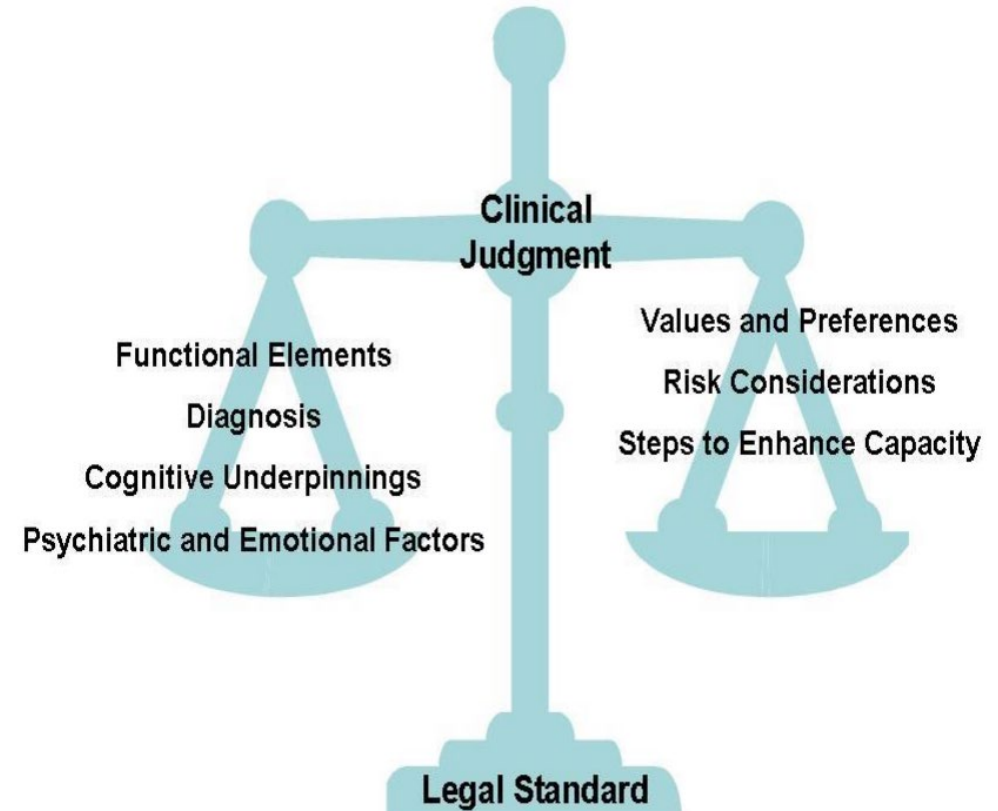 Clinical
Judgment
Functional Elements
Diagnosis
Cognitive Underpinnings
Psychiatric and Emotional Factors
Values and Preferences
Risk Considerations
Steps to Enhance Capacity
Legal Standard